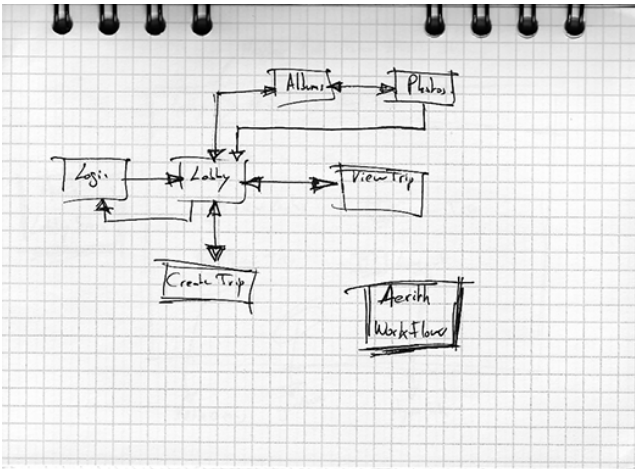 Albums
Photos
Login
Lobby
View Trip
Create Trip
Aerith
Workflow